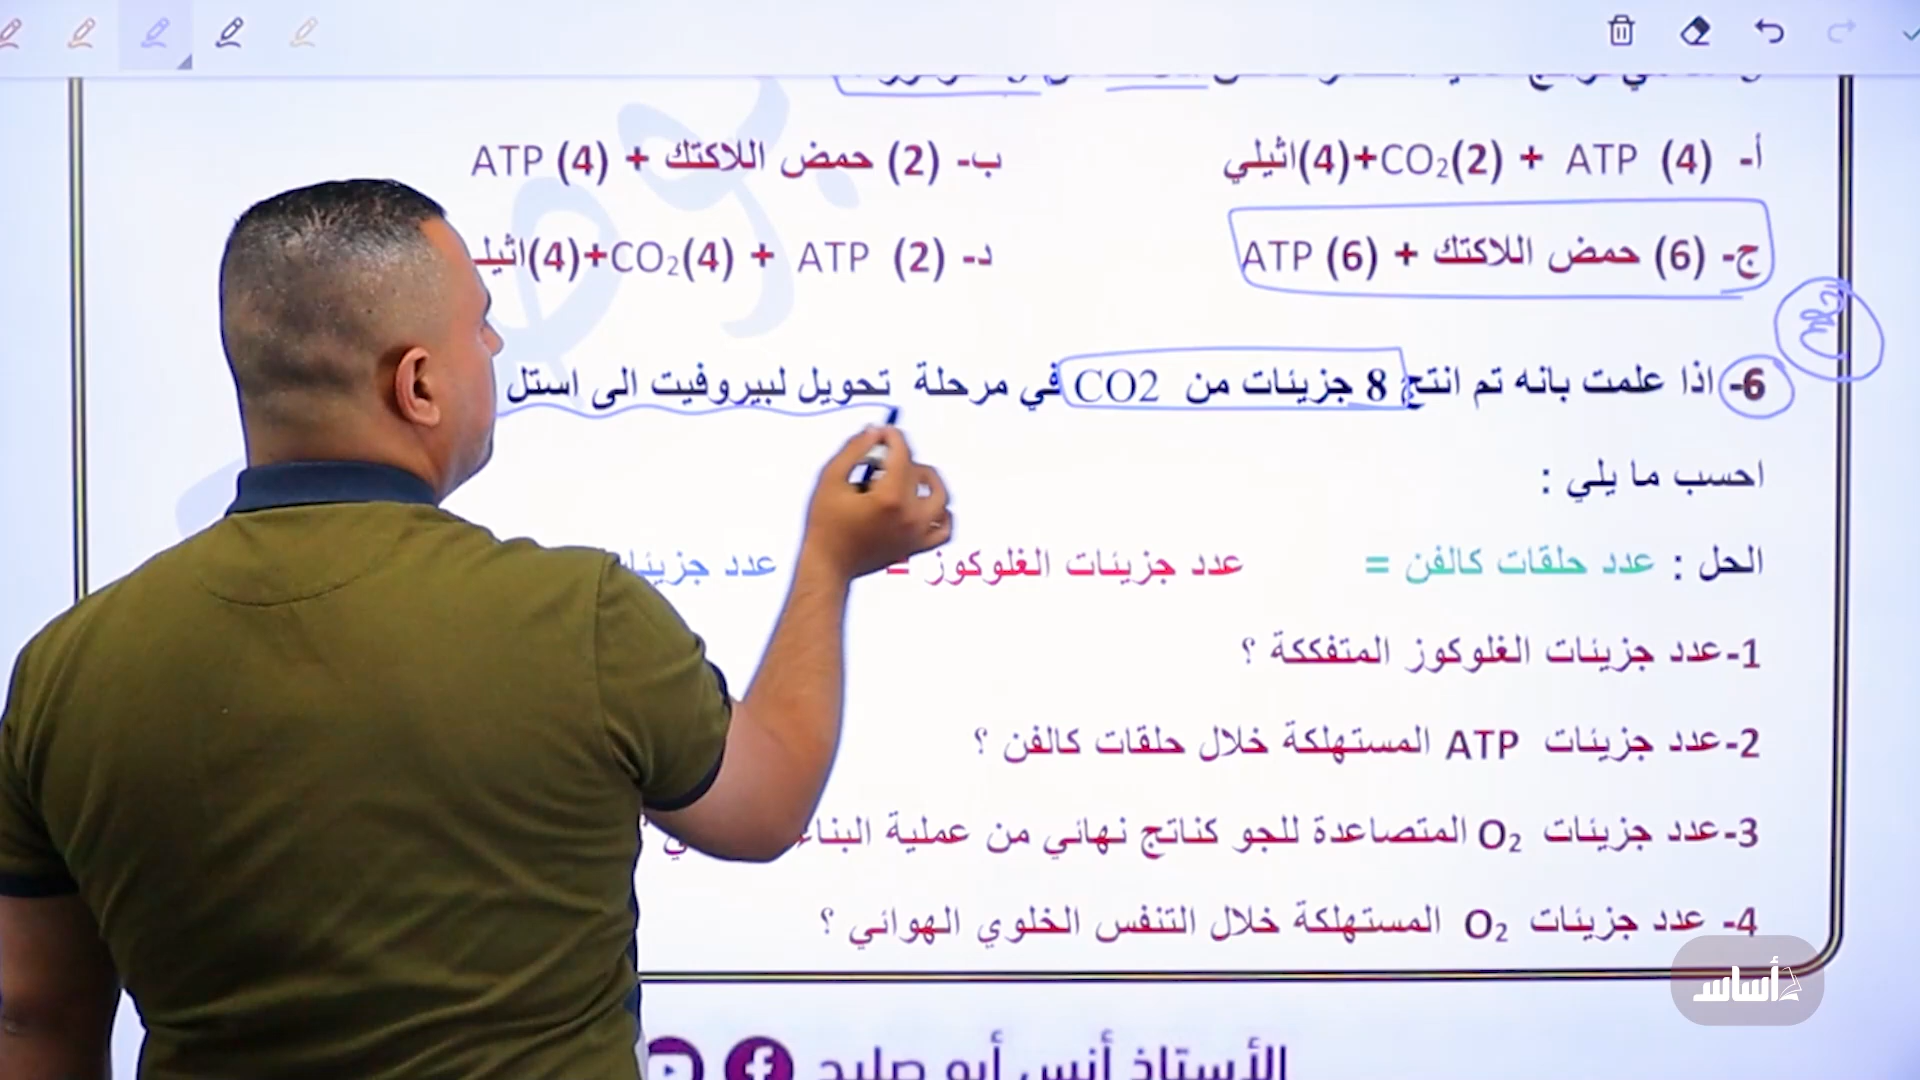 أ- ATP (4) + CO₂(2)+(4)اثيلي
ب- (2) حمض اللاكتك + ATP (4)
ج- (6) حمض اللاكتك + ATP (6)
د- ATP (2) + CO₂(4)+(4)
6- اذا علمت بانه تم انتج 8 جزيئات من CO2 في مرحلة تحويل لبيروفيت الى استل
احسب ما يلي :
الحل : عدد حلقات كالفن = عدد جزيئات الغلوكوز = عدد
1-عدد جزيئات الغلوكوز المتفككة ؟
2-عدد جزيئات ATP المستهلكة خلال حلقات كالفن ؟
3-عدد جزيئات O₂ المتصاعدة للجو كناتج نهائي من عملية البناء
4- عدد جزيئات O₂ المستهلكة خلال التنفس الخلوي الهوائي ؟
أساس
الأستاذ أنس أبو صليح